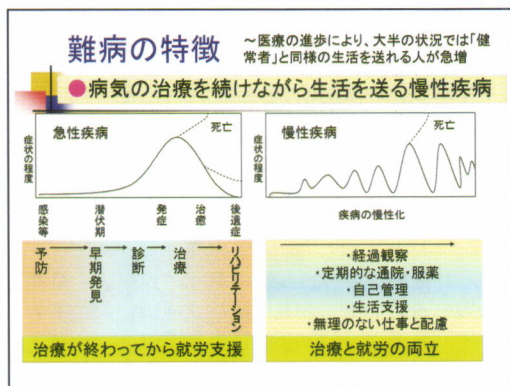 難病の特徴
～医療の進歩により、大半の状況では「健
常者」と同様の生活を送れる人が急増
●病気の治療を続けながら生活を送る慢性疾病
急性疾病
死亡
症状の程度
感染等
潜伏期
発症
治癒
後遺症
慢性疾病
死亡
症状の程度
疾病の慢性化
予防
早期発見
診断
治療
リハビリテーション
治療が終わってから就労支援
・経過観察
・定期的な通院・服薬
・自己管理
・生活支援
・無理のない仕事と配慮
治療と就労の両立